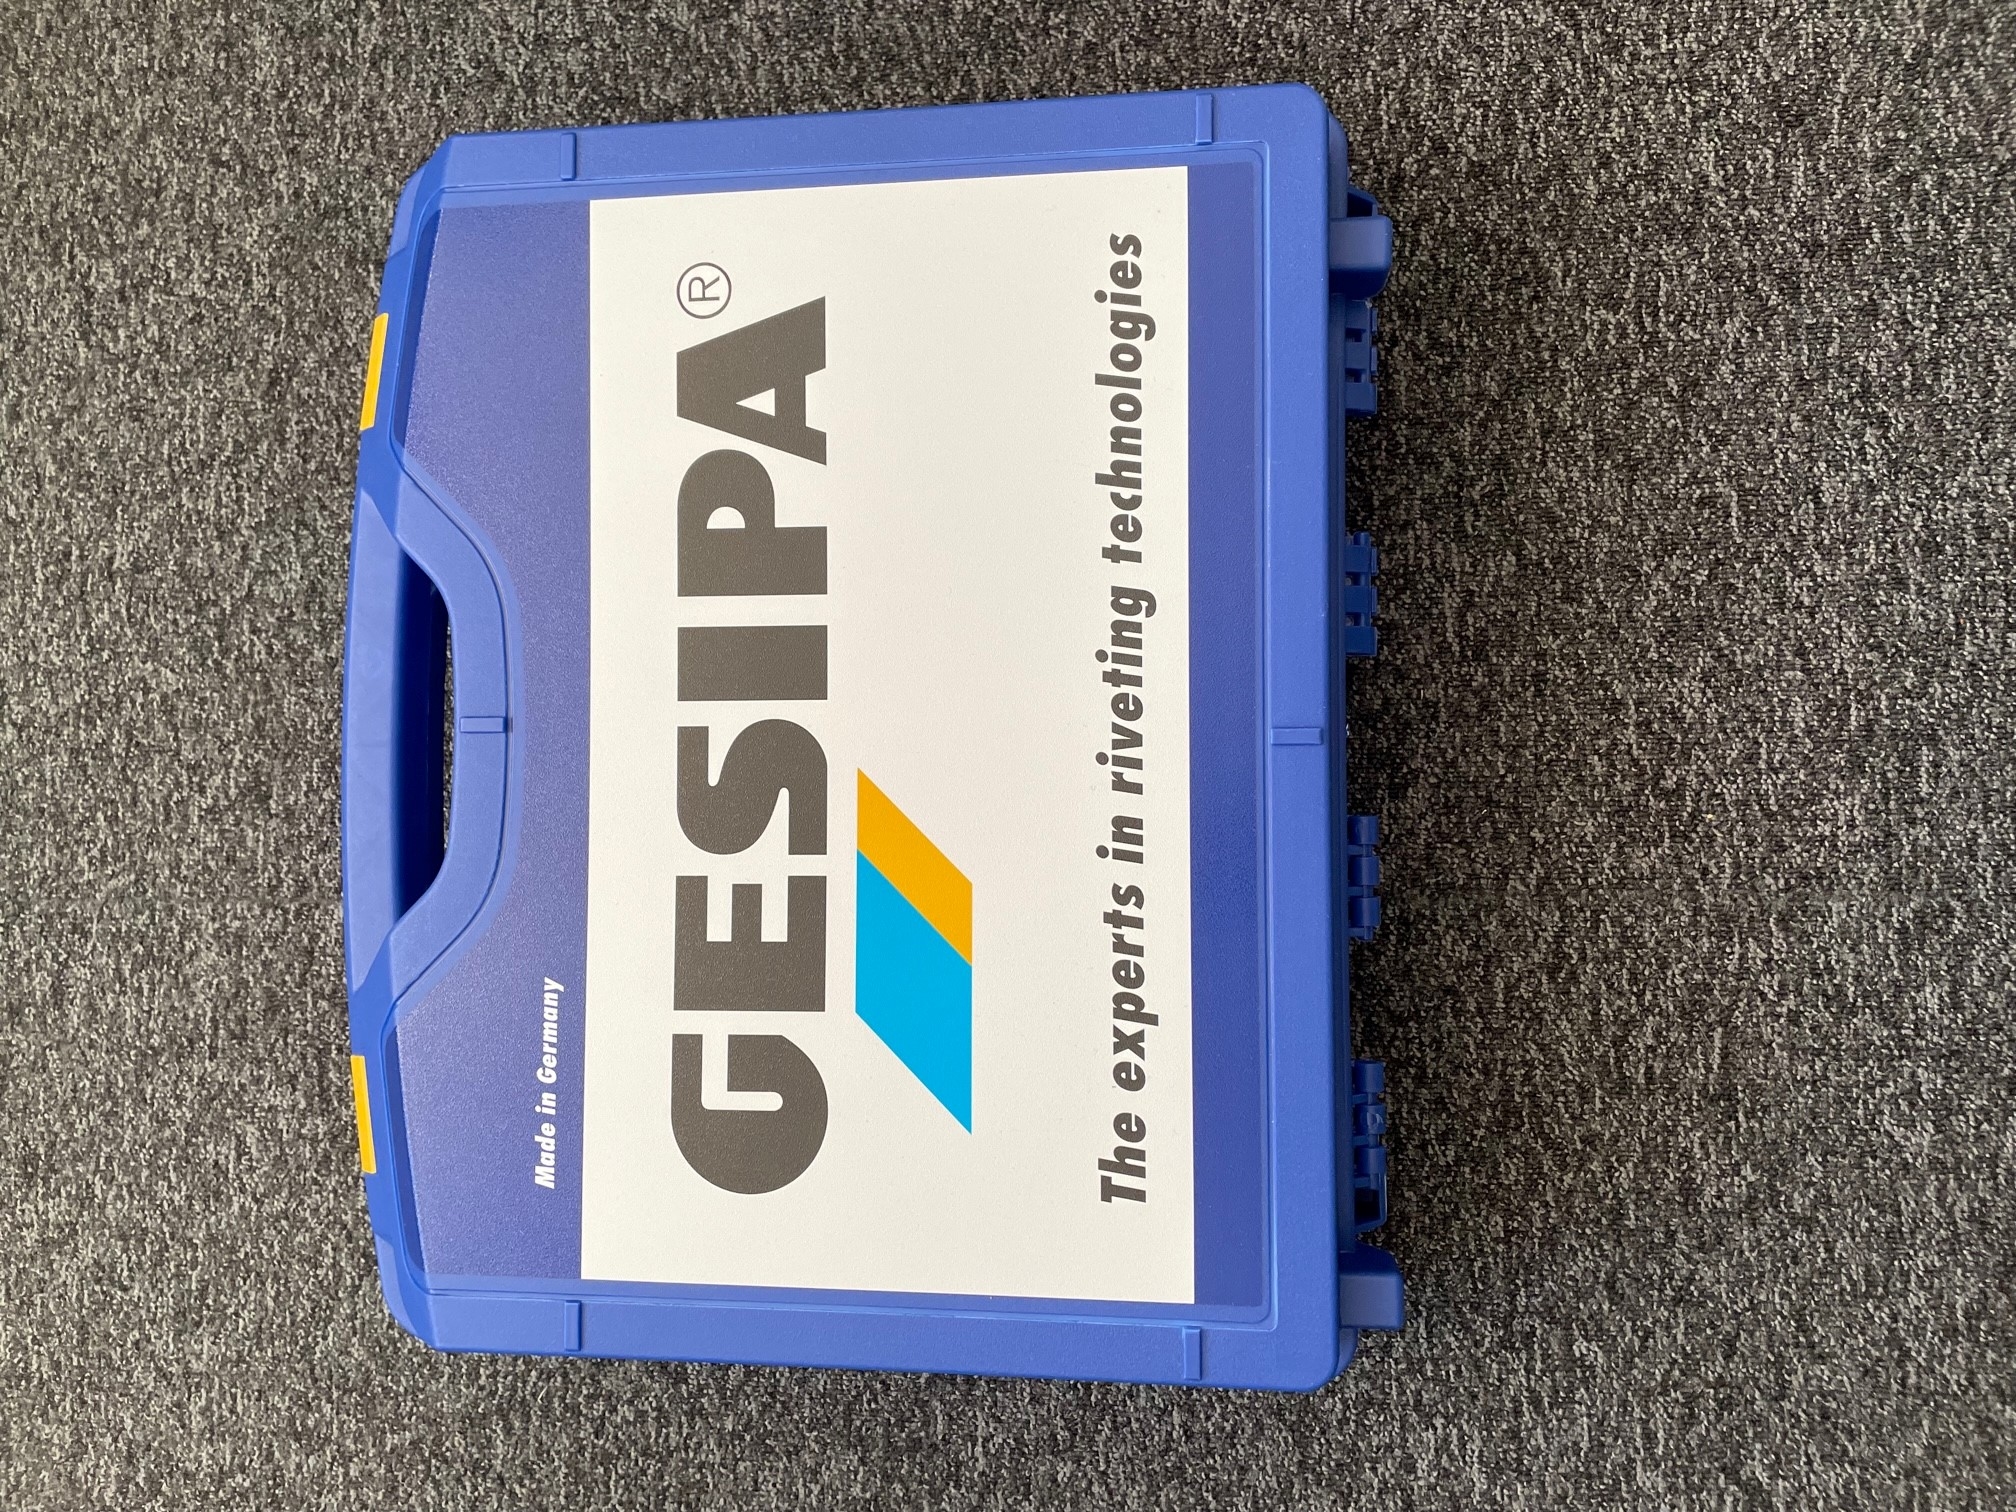 Made in Germany
GESIPA®
The experts in riveting technologies